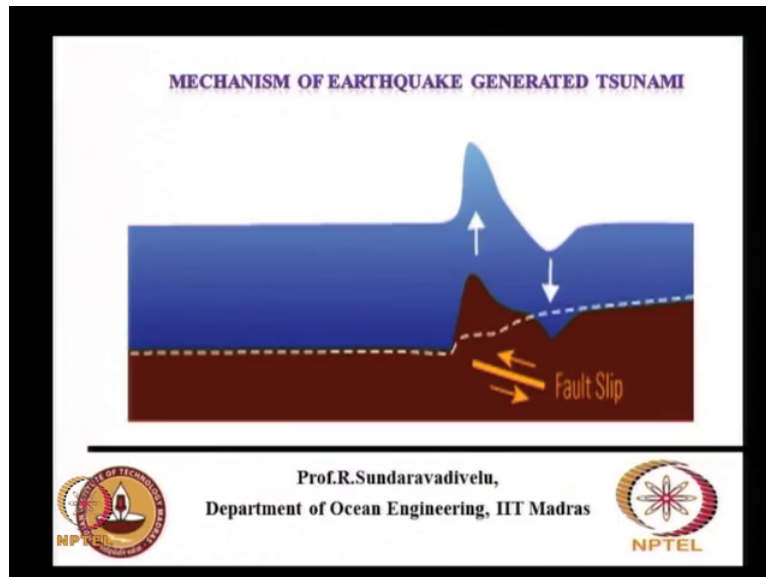 MECHANISM OF EARTHQUAKE GENERATED TSUNAMI
Fault Slip
Prof.R.Sundaravadivelu,
Department of Ocean Engineering, IIT Madras
NPTEL
NPTEL